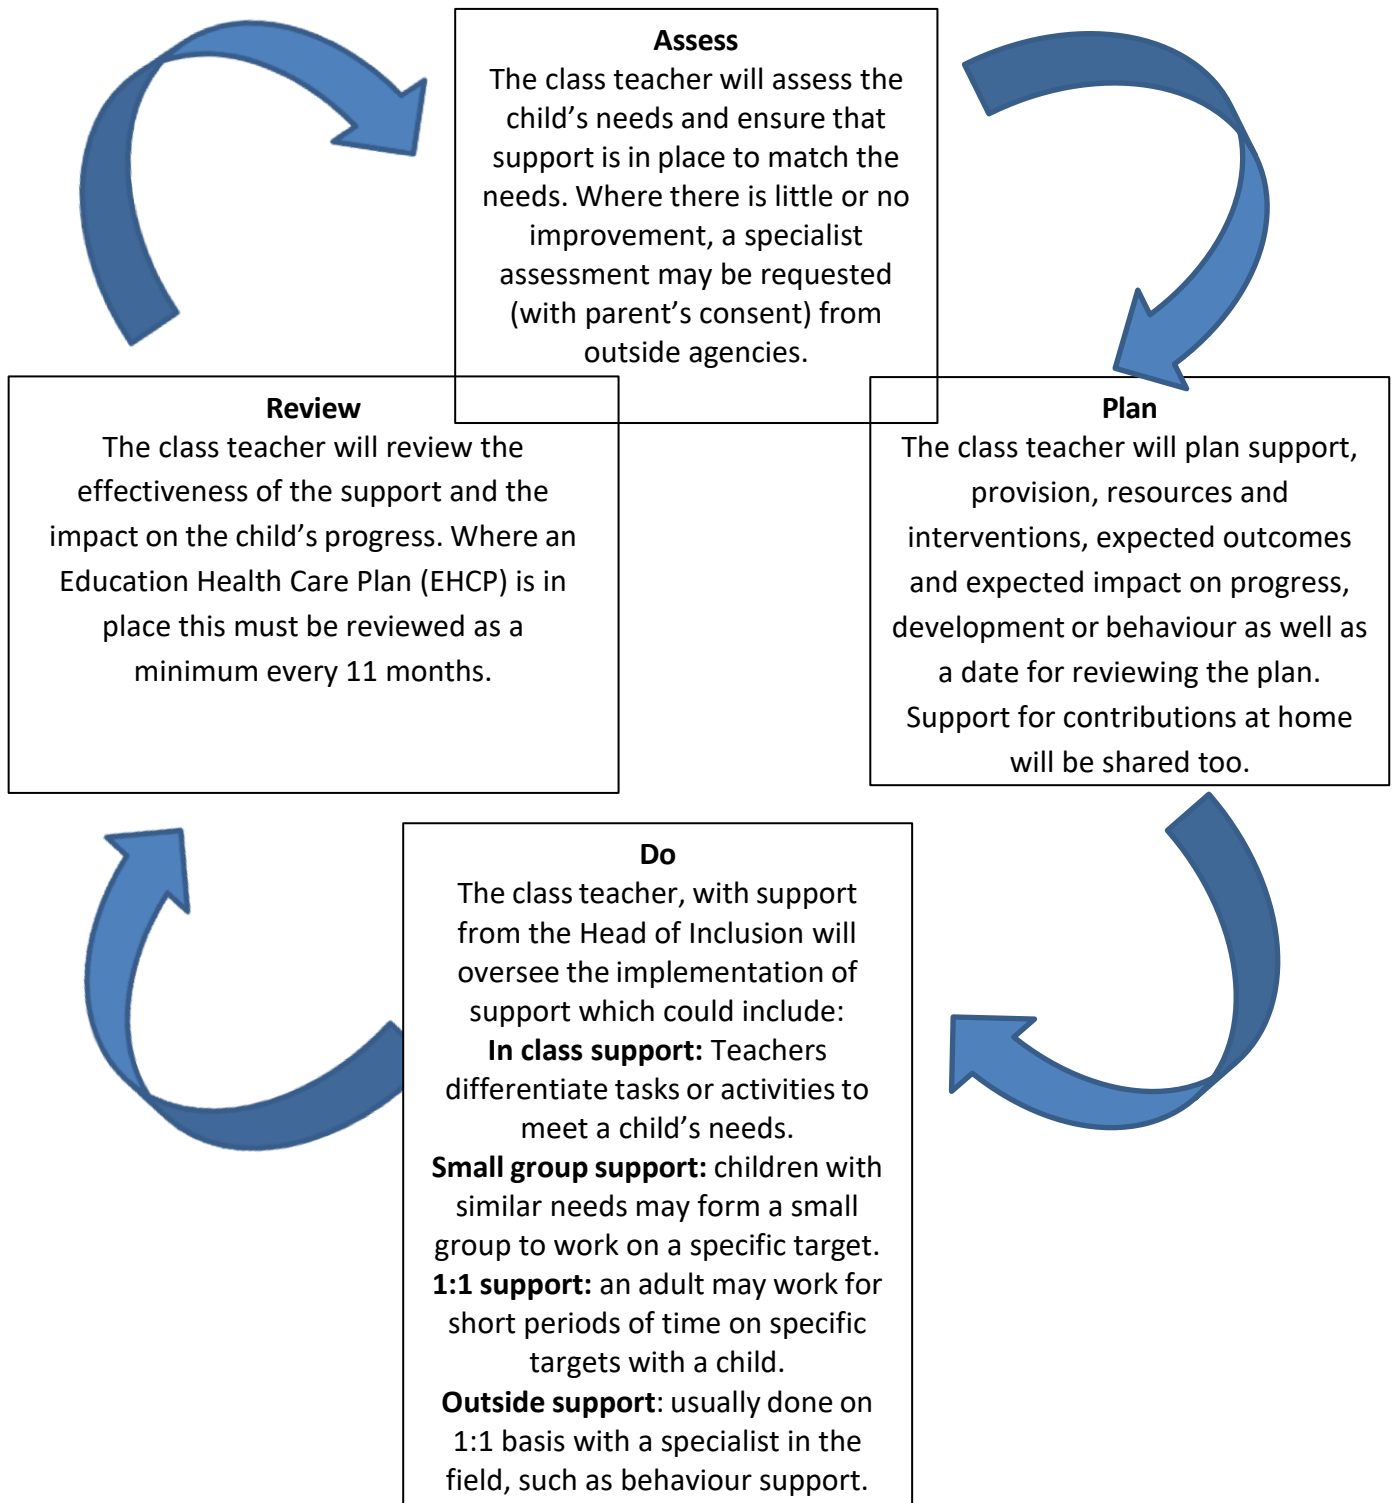 Assess
The class teacher will assess the
child’s needs and ensure that
support is in place to match the
needs. Where there is little or no
improvement, a specialist
assessment may be requested
(with parent’s consent) from
outside agencies.
Plan
The class teacher will plan support,
provision, resources and
interventions, expected outcomes
and expected impact on progress,
development or behaviour as well as
a date for reviewing the plan.
Support for contributions at home
will be shared too.
Do
The class teacher, with support
from the Head of Inclusion will
oversee the implementation of
support which could include:
In class support: Teachers
differentiate tasks or activities to
meet a child’s needs.
Small group support: children with
similar needs may form a small
group to work on a specific target.
1:1 support: an adult may work for
short periods of time on specific
targets with a child.
Outside support: usually done on
1:1 basis with a specialist in the
field, such as behaviour support.
Review
The class teacher will review the
effectiveness of the support and the
impact on the child’s progress. Where an
Education Health Care Plan (EHCP) is in
place this must be reviewed as a
minimum every 11 months.